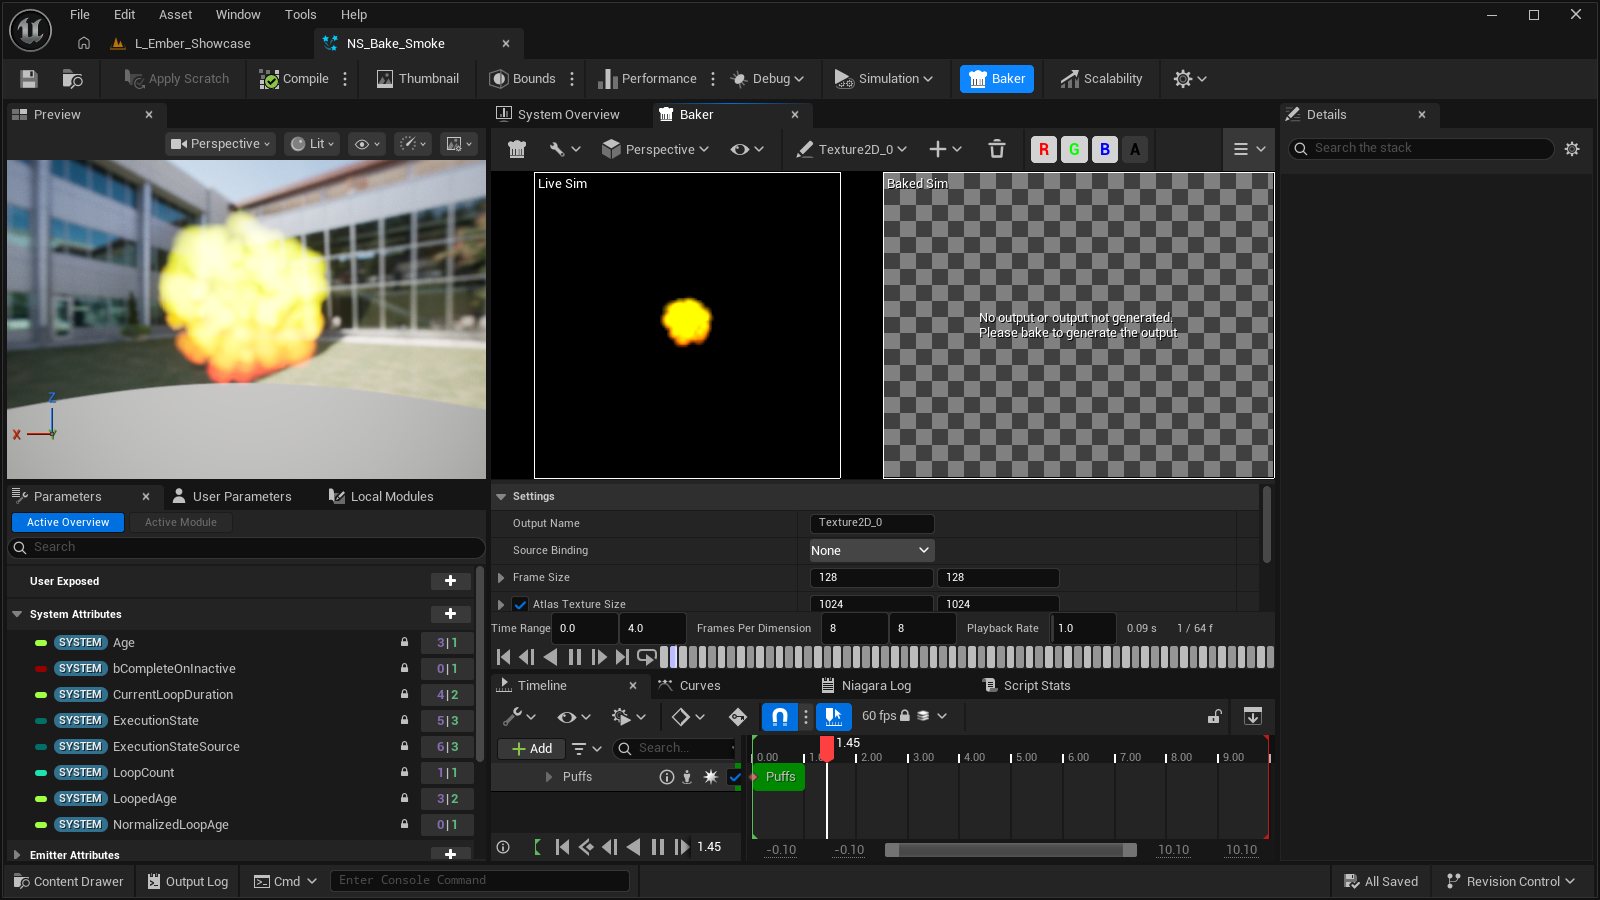 File Edit Asset Window Tools Help
L_Ember_Showcase NS_Bake_Smoke
Apply Scratch Compile Thumbnail Bounds Performance Debug Simulation Baker Scalability
Preview System Overview Baker Details
Perspective Lit Perspective Texture2D_0 R G B A Search the stack
Live Sim Baked Sim
No output or output not generated.
Please bake to generate the output
Z
X Y
Parameters User Parameters Local Modules
Active Overview Active Module
Search
User Exposed
System Attributes
SYSTEM Age 3|1
SYSTEM bCompleteOnInactive 0|1
SYSTEM CurrentLoopDuration 4|2
SYSTEM ExecutionState 5|3
SYSTEM ExecutionStateSource 6|3
SYSTEM LoopCount 1|1
SYSTEM LoopedAge 3|2
SYSTEM NormalizedLoopAge 0|1
Emitter Attributes
Settings
Output Name Texture2D_0
Source Binding None
Frame Size 128 128
Atlas Texture Size 1024 1024
Time Range 0.0 4.0 Frames Per Dimension 8 8 Playback Rate 1.0 0.09 s 1 / 64 f
Timeline Curves Niagara Log Script Stats
60 fps
Add Search... 1.45
0.00 2.00 3.00 4.00 5.00 6.00 7.00 8.00 9.00
Puffs Puffs
1.45 -0.10 -0.10 10.10 10.10
Content Drawer Output Log Cmd Enter Console Command All Saved Revision Control